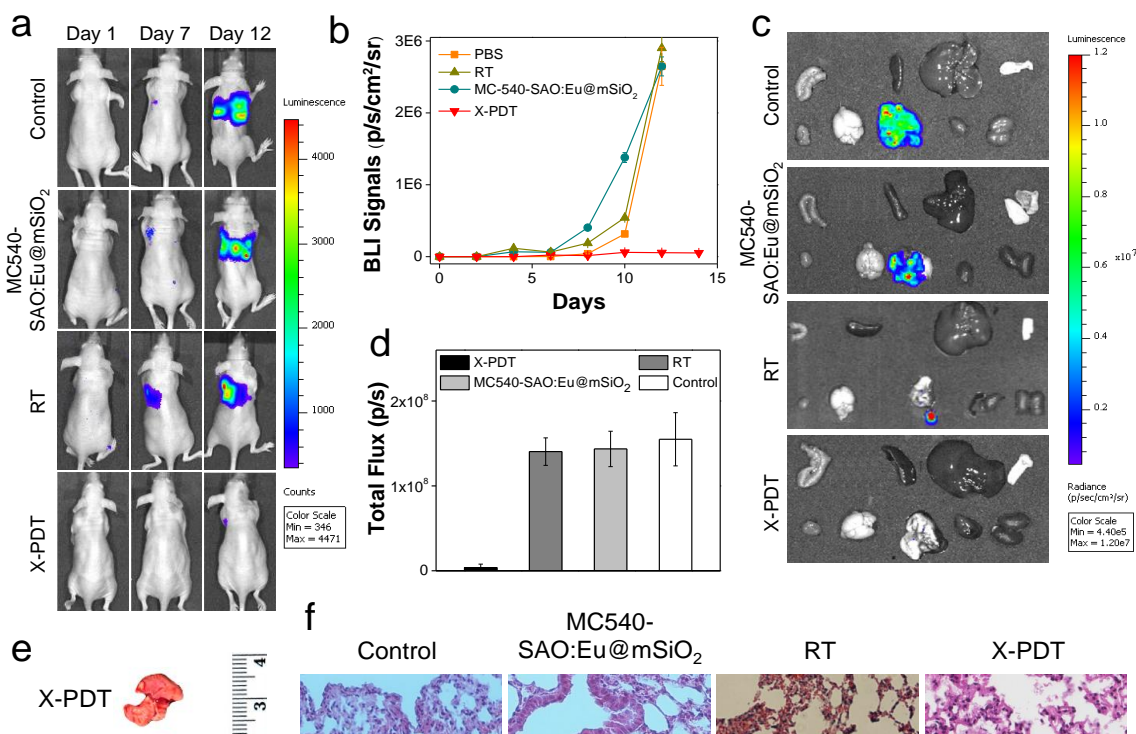 a
Day 1 Day 7 Day 12
Control
MC540-
SAO:Eu@mSiO2
RT
X-PDT
Luminescence
4000
3000
2000
1000
Counts
Color Scale
Min = 346
Max = 4471
b
BLI Signals (p/s/cm²/sr)
3E6
2E6
1E6
0
PBS
RT
MC-540-SAO:Eu@mSiO2
X-PDT
0 5 10 15
Days
c
Control
MC540-
SAO:Eu@mSiO2
RT
X-PDT
Luminescence
1.2
1.0
0.8
0.6
x10⁷
0.4
0.2
Radiance
(p/sec/cm²/sr)
Color Scale
Min = 4.40e5
Max = 1.20e7
d
Total Flux (p/s)
X-PDT RT
MC540-SAO:Eu@mSiO2 Control
2x10⁸
1x10⁸
0
e
X-PDT
4
3
f
Control
MC540-
SAO:Eu@mSiO2
RT
X-PDT